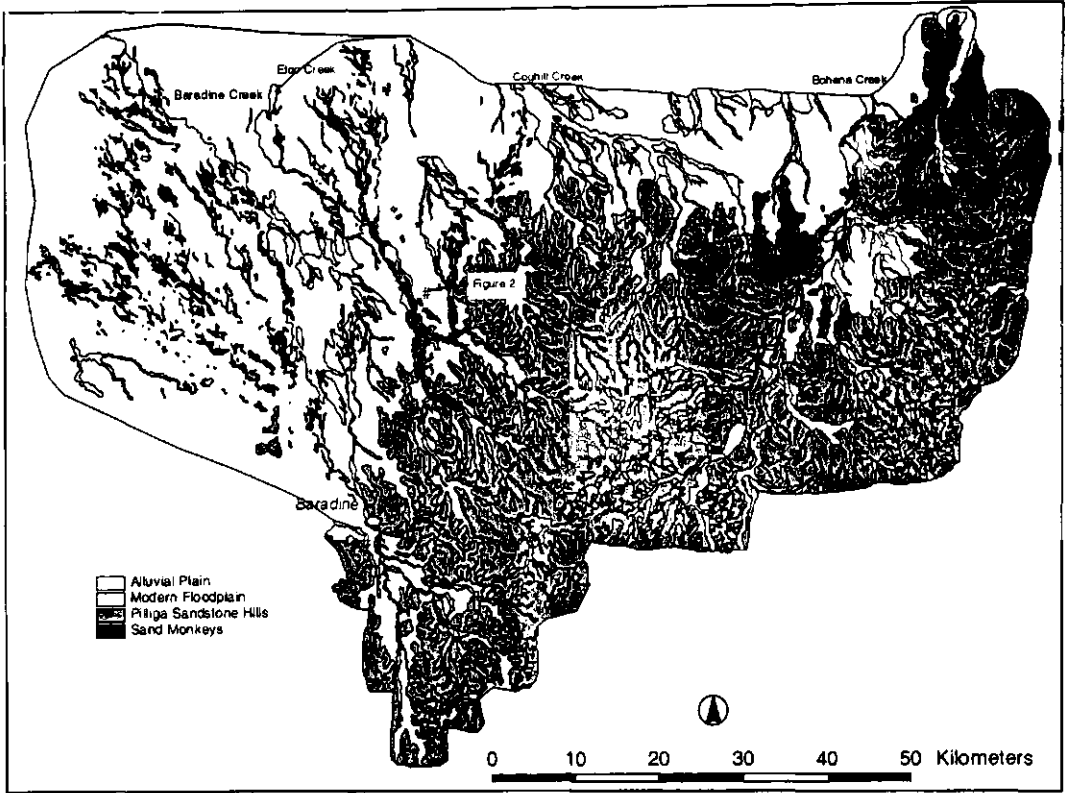 Etoo Creek
Coghill Creek
Bohena Creek
Baradine Creek
Figure 2
Baradine
Alluvial Plain
Modern Floodplain
Pilliga Sandstone Hills
Sand Monkeys
0 10 20 30 40 50 Kilometers